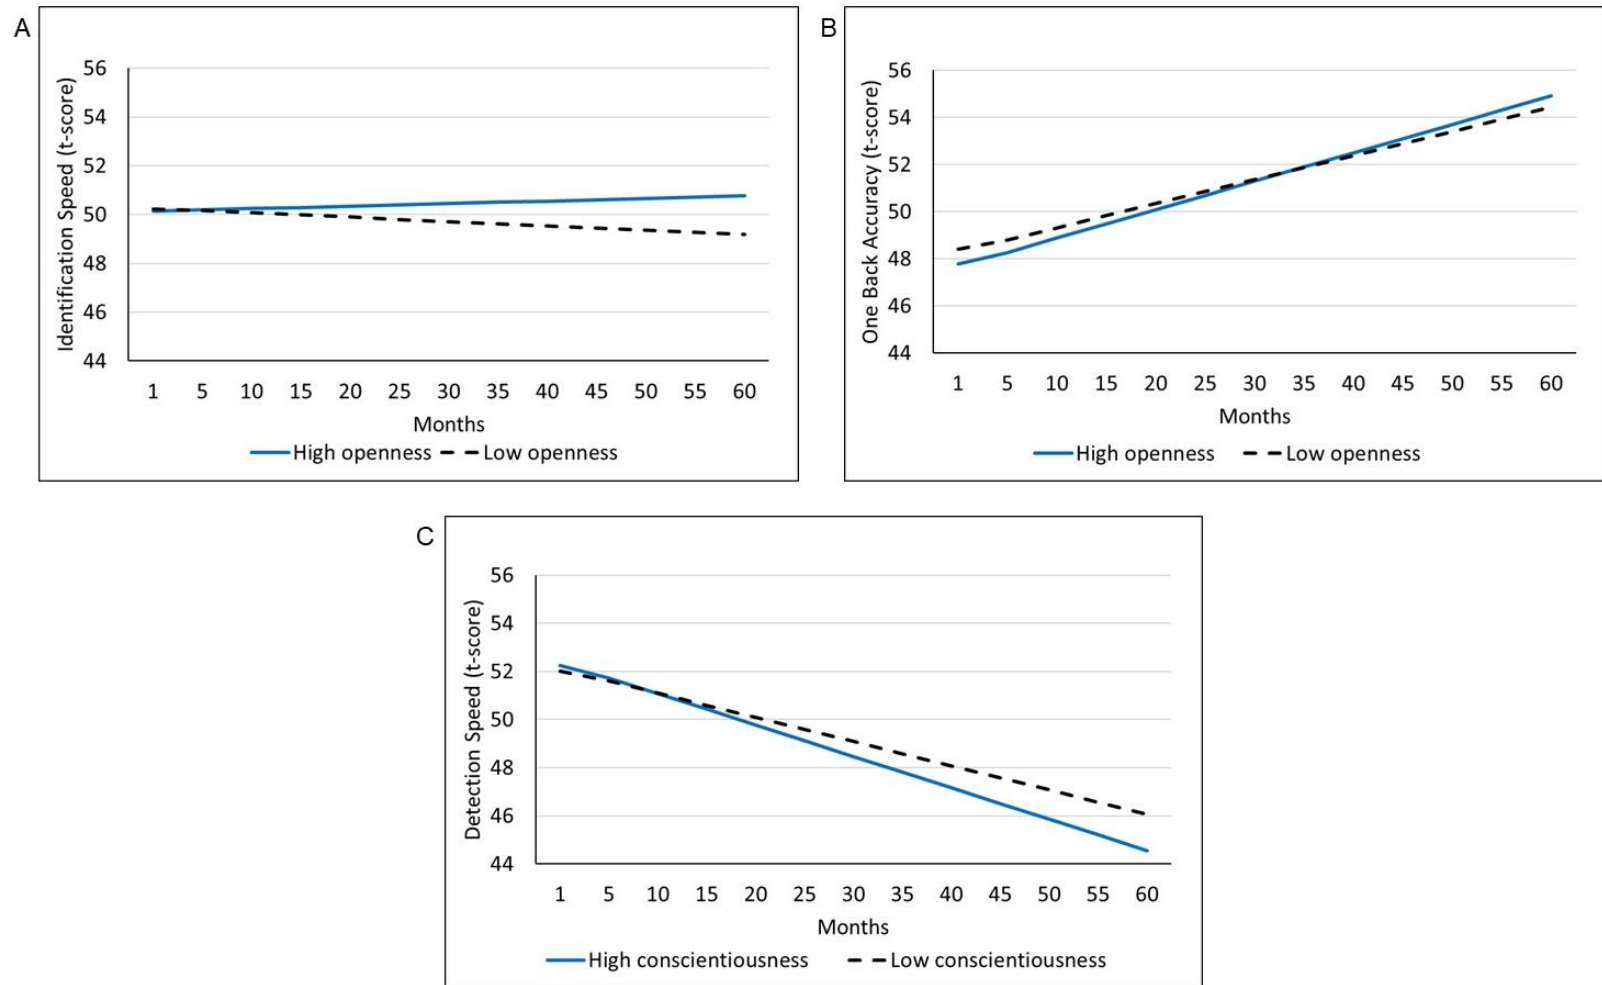 A
Identification Speed (t-score)
56
54
52
50
48
46
44
1 5 10 15 20 25 30 35 40 45 50 55 60
Months
High openness Low openness
B
One Back Accuracy (t-score)
56
54
52
50
48
46
44
1 5 10 15 20 25 30 35 40 45 50 55 60
Months
High openness Low openness
C
Detection Speed (t-score)
56
54
52
50
48
46
44
1 5 10 15 20 25 30 35 40 45 50 55 60
Months
High conscientiousness Low conscientiousness